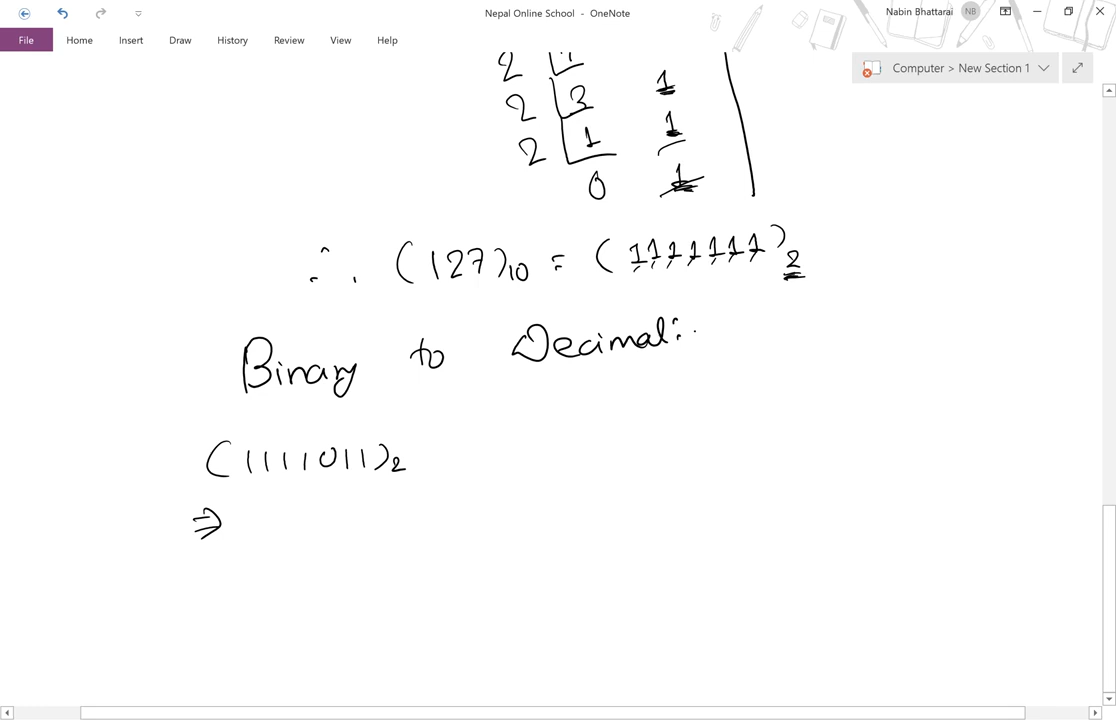 Nepal Online School - OneNote
Nabin Bhattarai NB
File Home Insert Draw History Review View Help
Computer > New Section 1
2
2 3 1
2 1 1
0 1
∴ (127)10 = (1111111)2
Binary to Decimal:-
(1111011)2
⇒